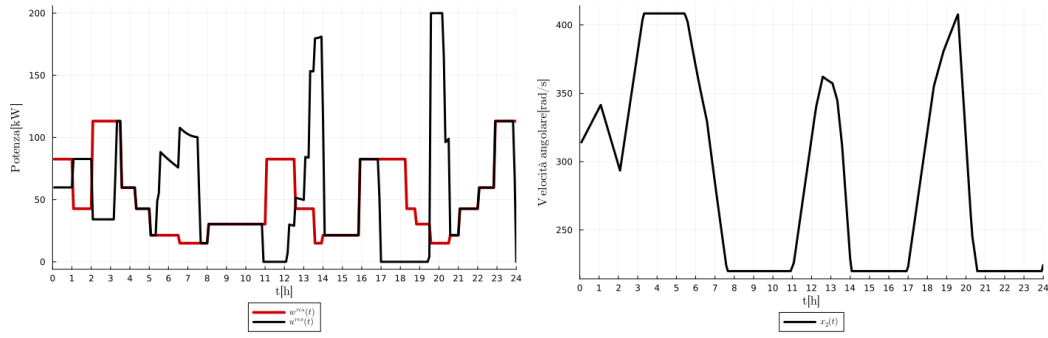 Potenza[kW]
200
150
100
50
0
0 1 2 3 4 5 6 7 8 9 10 11 12 13 14 15 16 17 18 19 20 21 22 23 24
t[h]
w^{res}(t)
u^{res}(t)
Velocità angolare[rad/s]
400
350
300
250
0 1 2 3 4 5 6 7 8 9 10 11 12 13 14 15 16 17 18 19 20 21 22 23 24
t[h]
x₂(t)